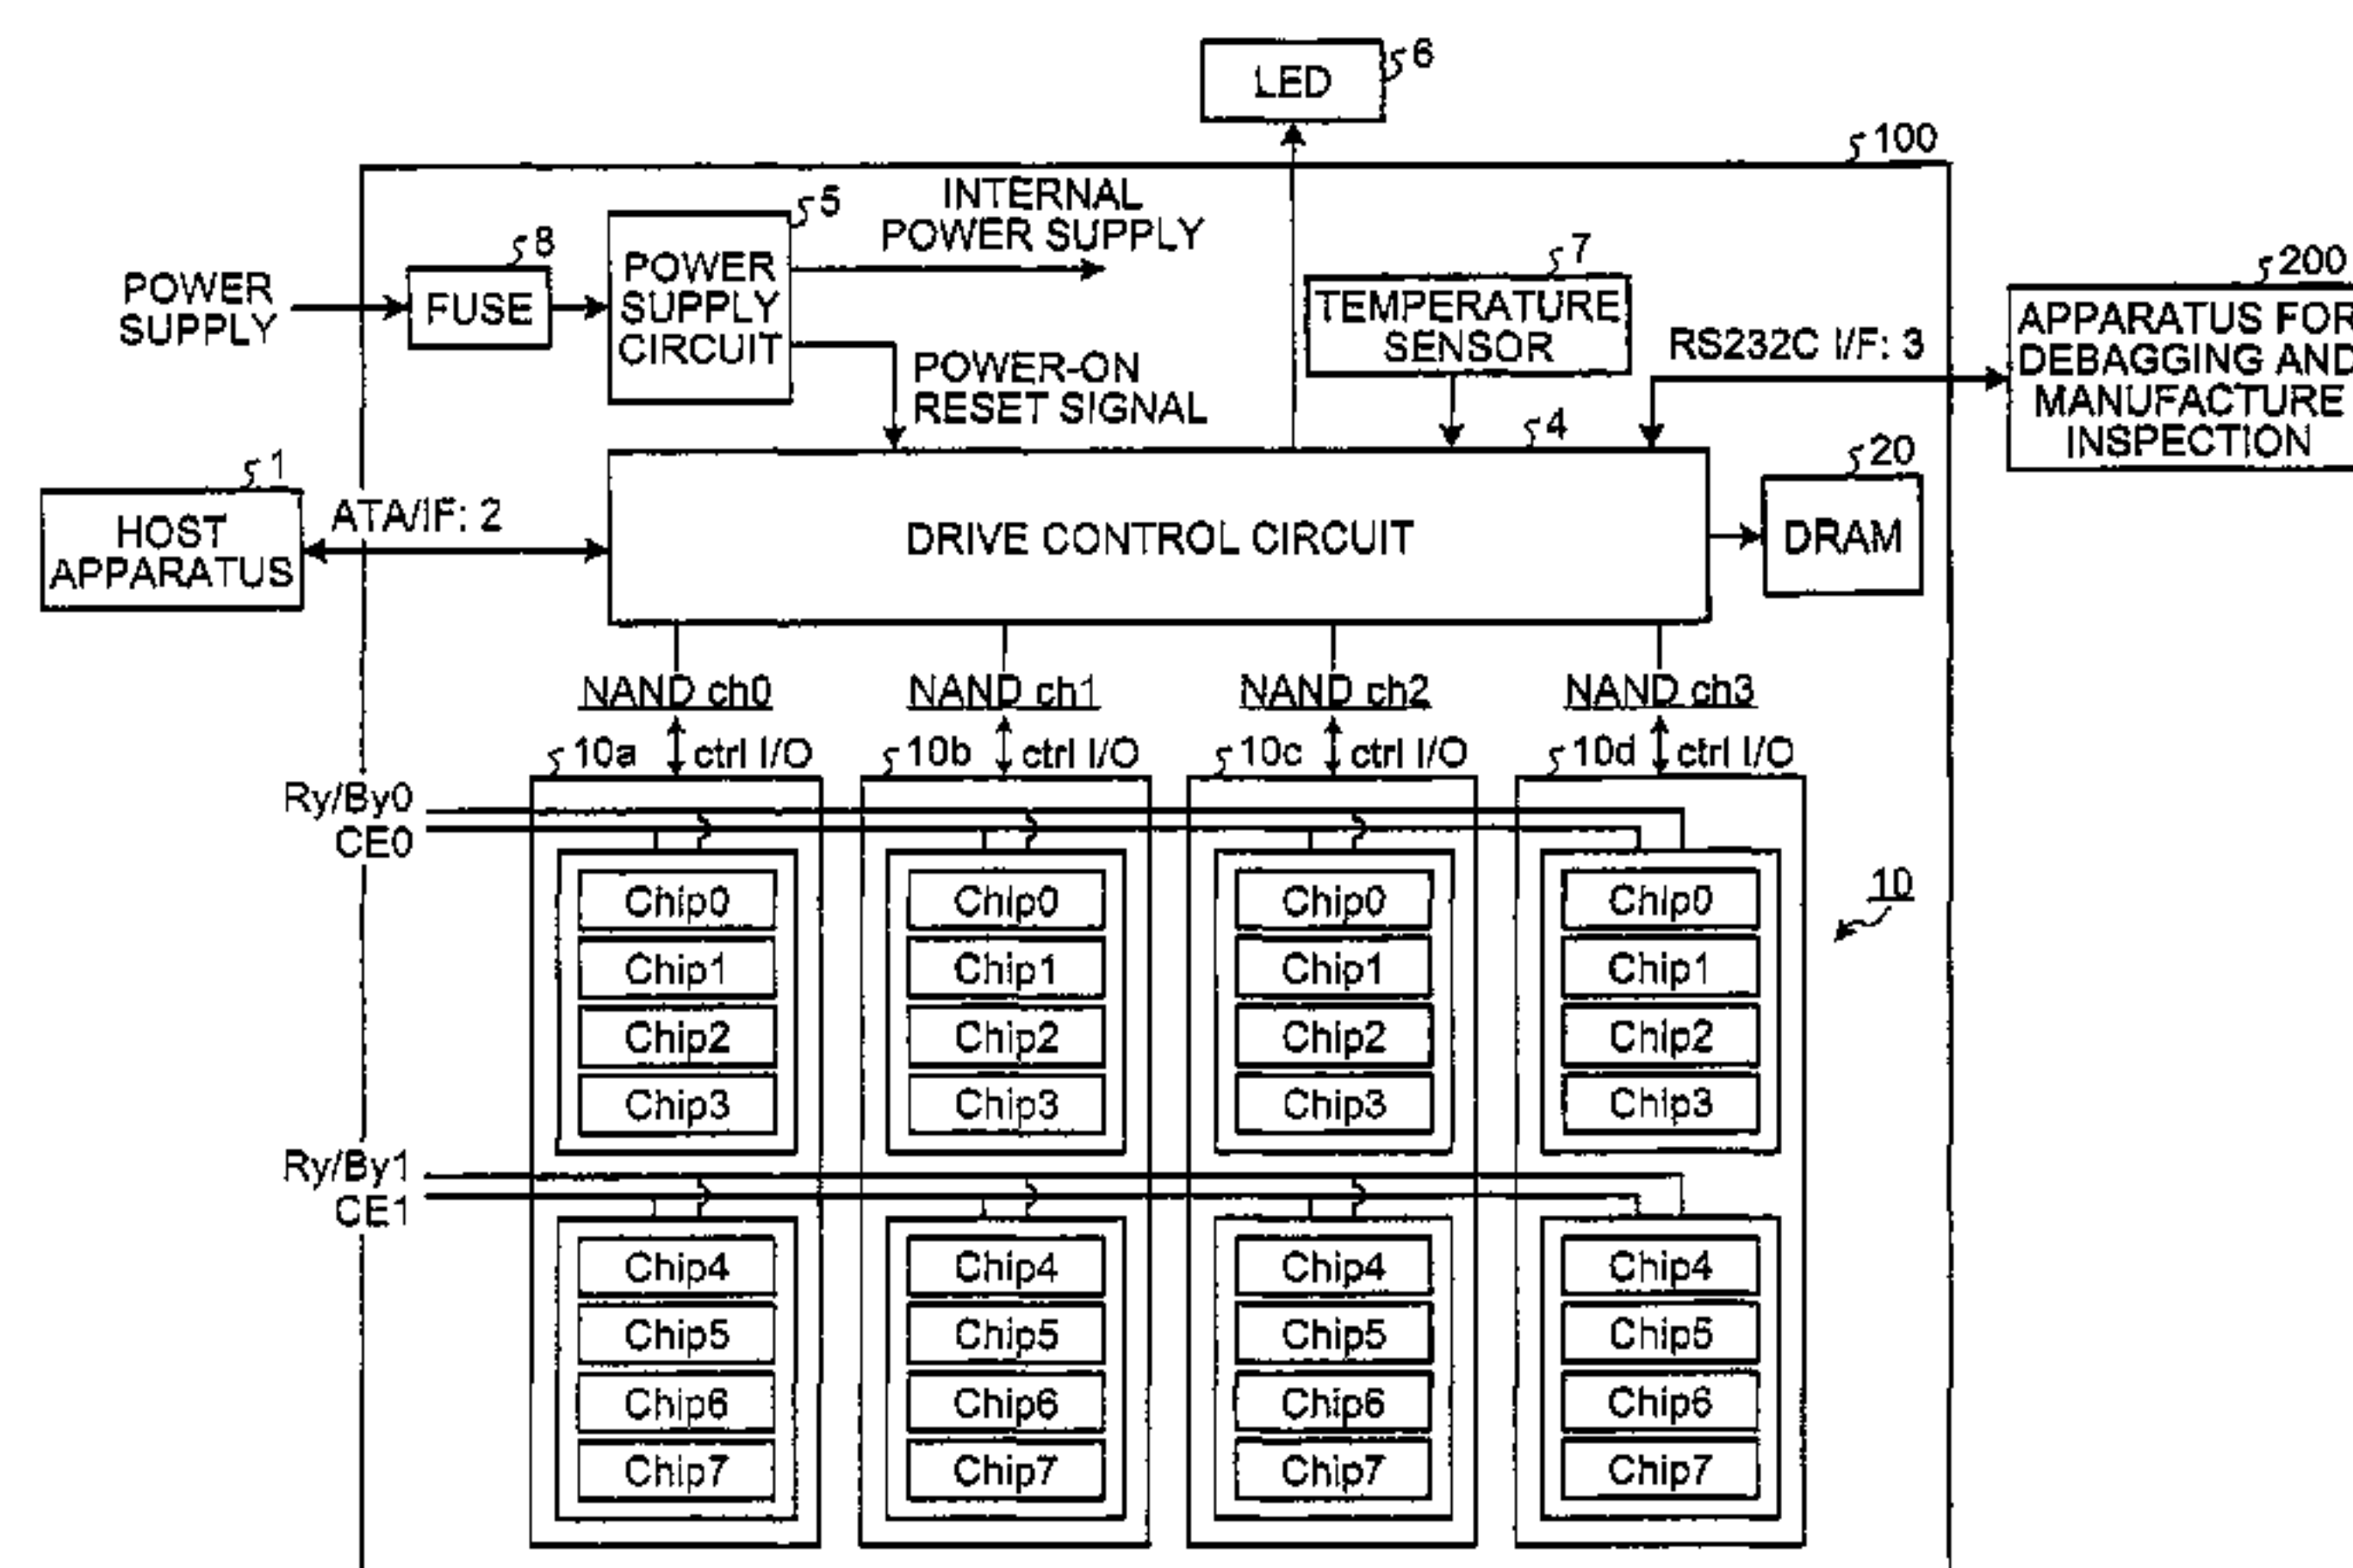 LED
6
100
INTERNAL
POWER SUPPLY
5
8
POWER
SUPPLY
FUSE
POWER
SUPPLY
CIRCUIT
7
TEMPERATURE
SENSOR
RS232C I/F: 3
200
APPARATUS FOR
DEBAGGING AND
MANUFACTURE
INSPECTION
POWER-ON
RESET SIGNAL
4
20
1
HOST
APPARATUS
ATA/IF: 2
DRIVE CONTROL CIRCUIT
DRAM
NAND ch0
NAND ch1
NAND ch2
NAND ch3
10a
ctrl I/O
10b
ctrl I/O
10c
ctrl I/O
10d
ctrl I/O
Ry/By0
CE0
10
Chip0
Chip1
Chip2
Chip3
Chip0
Chip1
Chip2
Chip3
Chip0
Chip1
Chip2
Chip3
Chip0
Chip1
Chip2
Chip3
Ry/By1
CE1
Chip4
Chip5
Chip6
Chip7
Chip4
Chip5
Chip6
Chip7
Chip4
Chip5
Chip6
Chip7
Chip4
Chip5
Chip6
Chip7